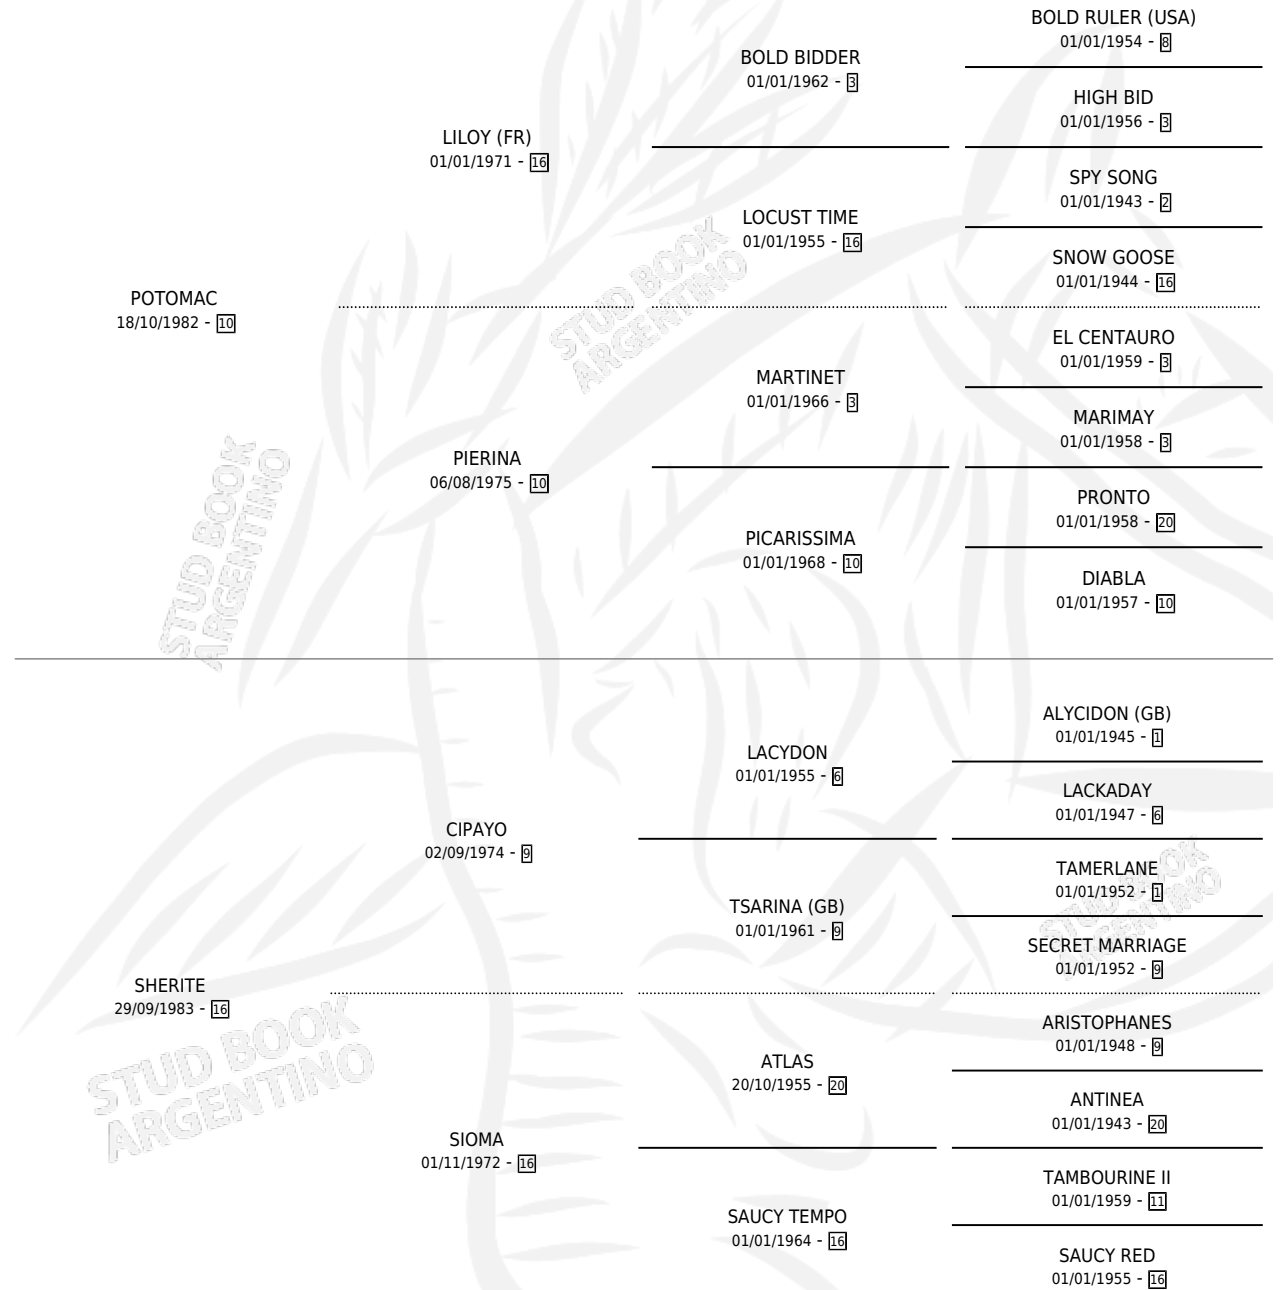 BOLD RULER (USA)
01/01/1954 - 8
BOLD BIDDER
01/01/1962 - 3
HIGH BID
01/01/1956 - 3
LILOY (FR)
01/01/1971 - 16
SPY SONG
01/01/1943 - 2
LOCUST TIME
01/01/1955 - 16
SNOW GOOSE
01/01/1944 - 16
POTOMAC
18/10/1982 - 10
EL CENTAURO
01/01/1959 - 3
MARTINET
01/01/1966 - 3
MARIMAY
01/01/1958 - 3
PIERINA
06/08/1975 - 10
PRONTO
01/01/1958 - 20
PICARISSIMA
01/01/1968 - 10
DIABLA
01/01/1957 - 10
ALYCIDON (GB)
01/01/1945 - 1
LACYDON
01/01/1955 - 6
LACKADAY
01/01/1947 - 6
CIPAYO
02/09/1974 - 9
TAMERLANE
01/01/1952 - 1
TSARINA (GB)
01/01/1961 - 9
SECRET MARRIAGE
01/01/1952 - 9
SHERITE
29/09/1983 - 16
ARISTOPHANES
01/01/1948 - 9
ATLAS
20/10/1955 - 20
ANTINEA
01/01/1943 - 20
SIOMA
01/11/1972 - 16
TAMBOURINE II
01/01/1959 - 11
SAUCY TEMPO
01/01/1964 - 16
SAUCY RED
01/01/1955 - 16
STUD BOOK
ARGENTINO
STUD BOOK
ARGENTINO
STUD BOOK
ARGENTINO
STUD BOOK
ARGENTINO